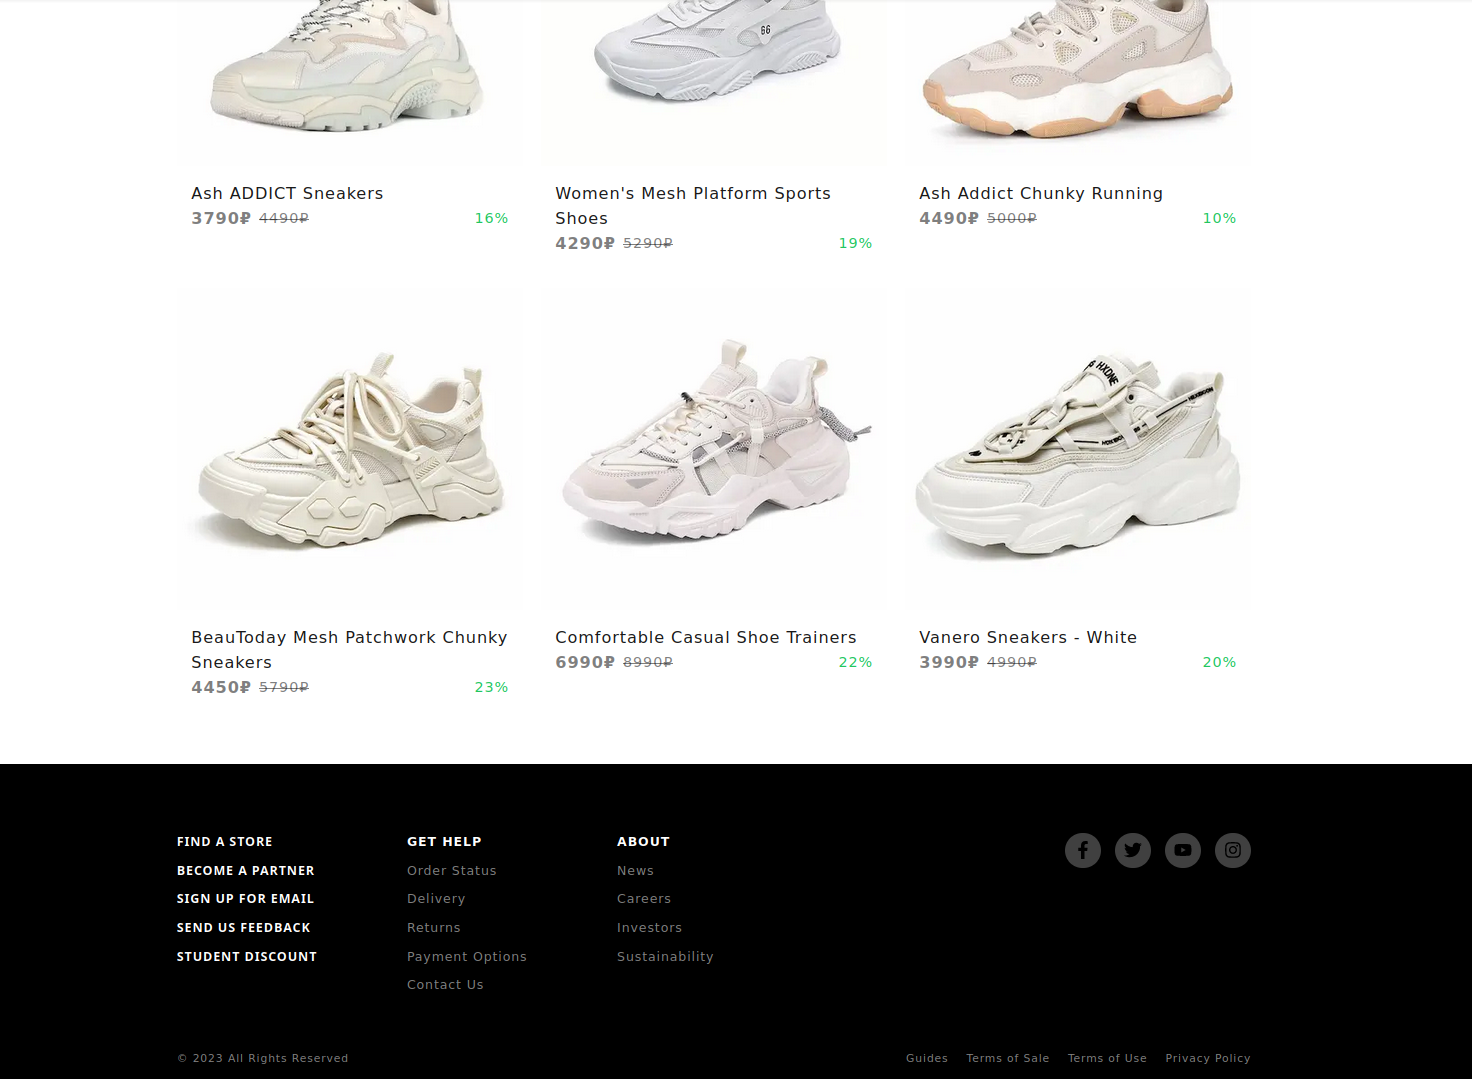 66
Ash ADDICT Sneakers
3790₽ 4490₽ 16%
Women's Mesh Platform Sports
Shoes
4290₽ 5290₽ 19%
Ash Addict Chunky Running
4490₽ 5000₽ 10%
HXONE
BeauToday Mesh Patchwork Chunky
Sneakers
4450₽ 5790₽ 23%
Comfortable Casual Shoe Trainers
6990₽ 8990₽ 22%
Vanero Sneakers - White
3990₽ 4990₽ 20%
FIND A STORE
BECOME A PARTNER
SIGN UP FOR EMAIL
SEND US FEEDBACK
STUDENT DISCOUNT
GET HELP
Order Status
Delivery
Returns
Payment Options
Contact Us
ABOUT
News
Careers
Investors
Sustainability
© 2023 All Rights Reserved
Guides Terms of Sale Terms of Use Privacy Policy